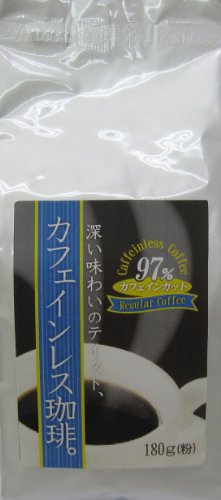 深い味わいのテイスト、
カフェインレス珈琲。
Caffeinless Coffee
97%
カフェインカット
Regular Coffee
180g(粉)